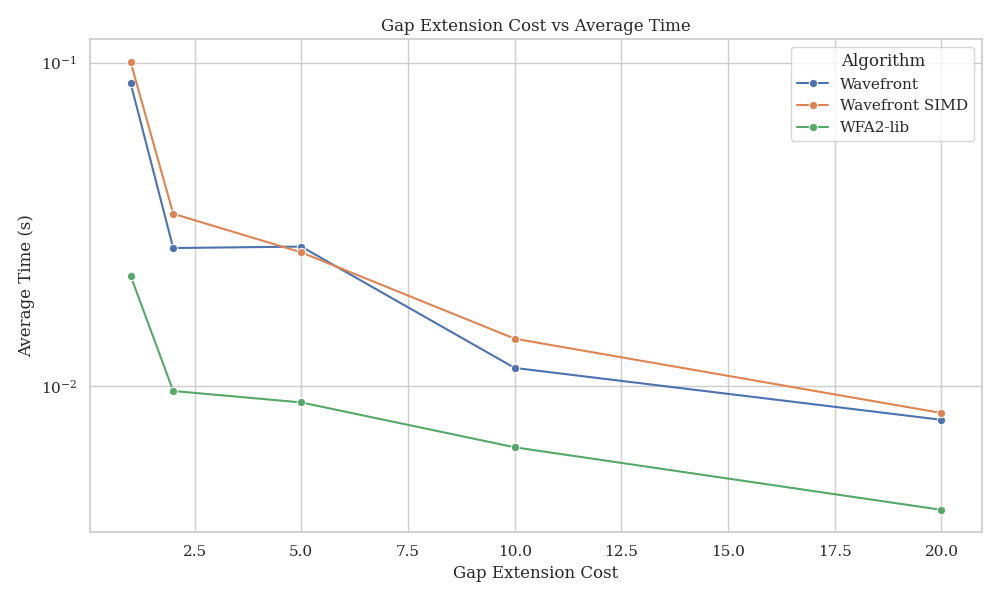 Gap Extension Cost vs Average Time
Algorithm
Wavefront
Wavefront SIMD
WFA2-lib
Average Time (s)
10⁻¹
10⁻²
2.5 5.0 7.5 10.0 12.5 15.0 17.5 20.0
Gap Extension Cost